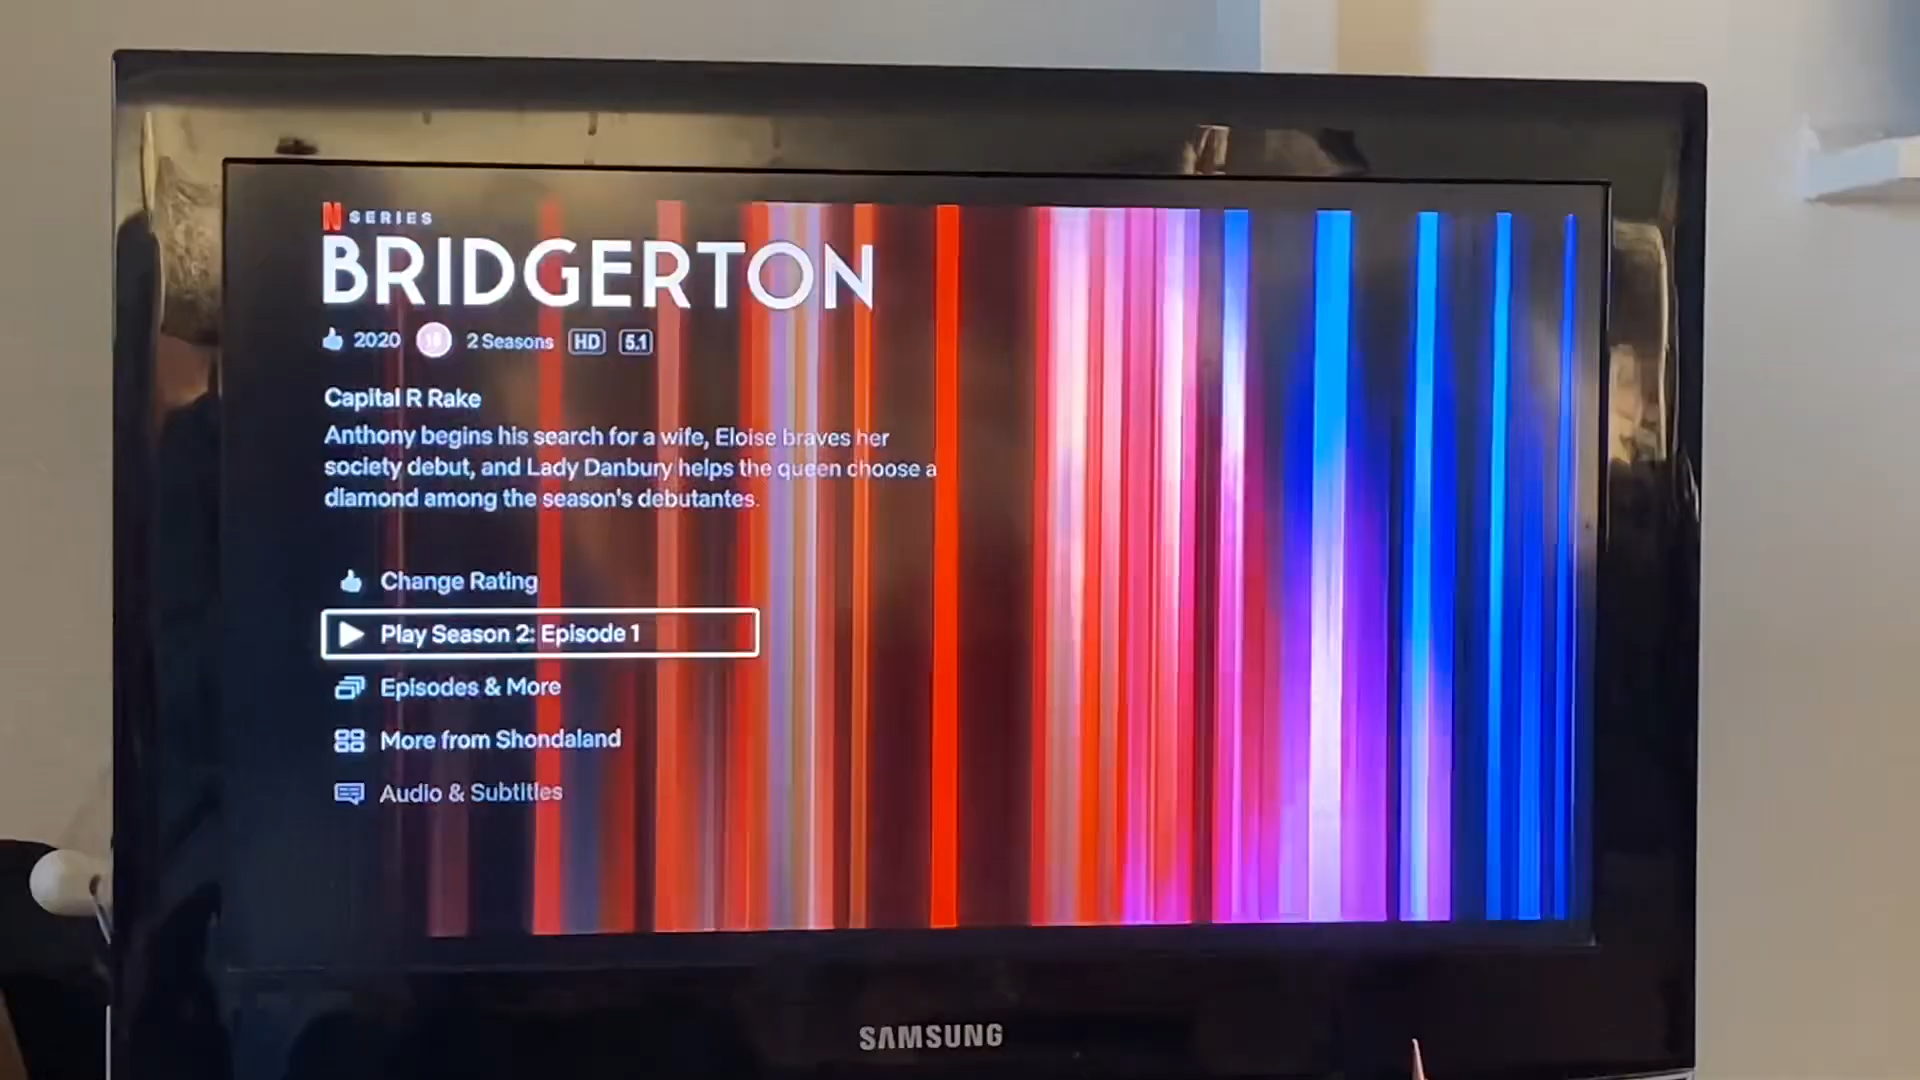 N SERIES
BRIDGERTON
2020 2 Seasons HD 5.1
Capital R Rake
Anthony begins his search for a wife, Eloise braves her
society debut, and Lady Danbury helps the queen choose a
diamond among the season's debutantes.
Change Rating
Play Season 2: Episode 1
Episodes & More
More from Shondaland
Audio & Subtitles
SAMSUNG